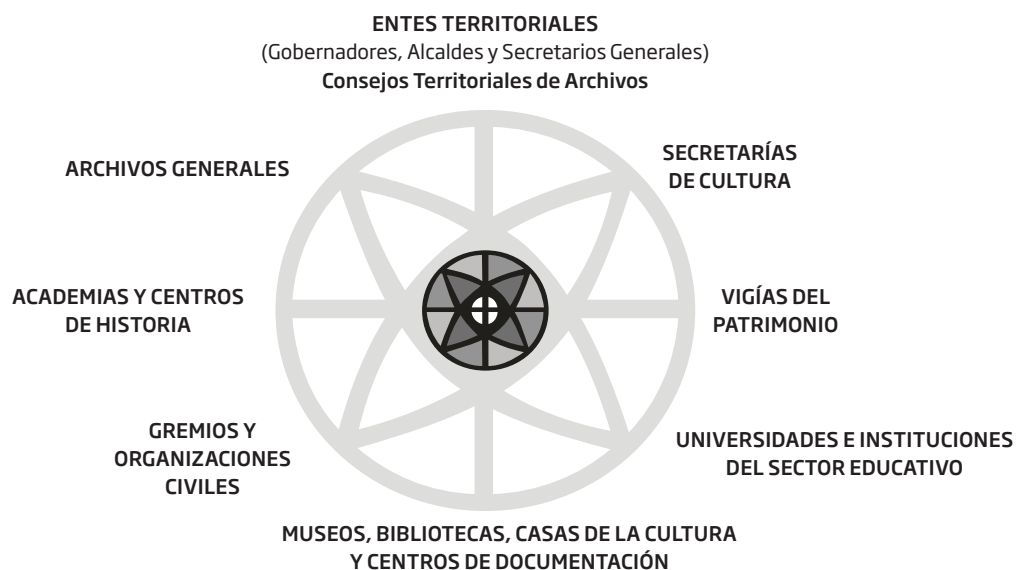 ENTES TERRITORIALES
(Gobernadores, Alcaldes y Secretarios Generales)
Consejos Territoriales de Archivos
SECRETARÍAS
DE CULTURA
ARCHIVOS GENERALES
ACADEMIAS Y CENTROS
DE HISTORIA
VIGÍAS DEL
PATRIMONIO
GREMIOS Y
ORGANIZACIONES
CIVILES
UNIVERSIDADES E INSTITUCIONES
DEL SECTOR EDUCATIVO
MUSEOS, BIBLIOTECAS, CASAS DE LA CULTURA
Y CENTROS DE DOCUMENTACIÓN